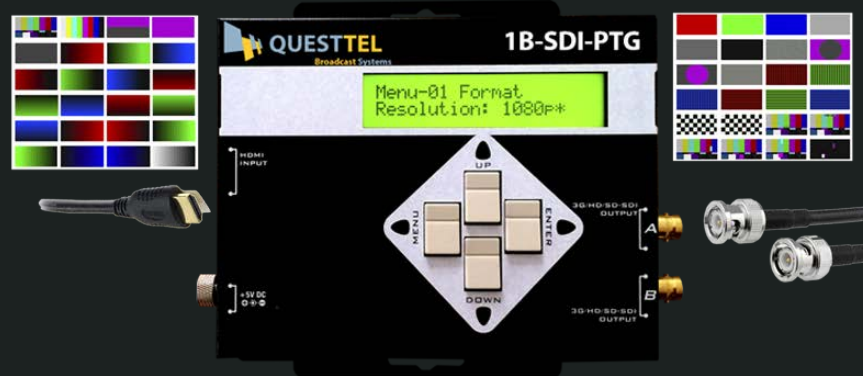 QUESTTEL
Broadcast Systems
1B-SDI-PTG
Menu-01 Format
Resolution: 1080p*
HDMI
INPUT
UP
MENU
ENTER
DOWN
3G/HD/SD-SDI
OUTPUT
A
+5V DC
B
3G/HD-SD-SDI
OUTPUT